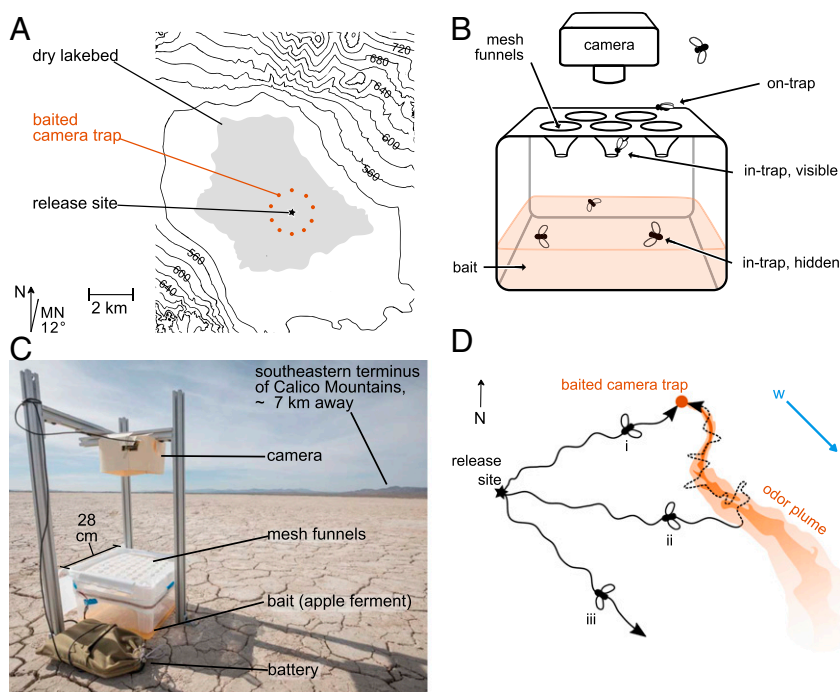 A
dry lakebed
baited
camera trap
release site
N
MN
12°
2 km
720
680
640
600
560
560
600
640
B
camera
mesh
funnels
on-trap
in-trap, visible
in-trap, hidden
bait
C
southeastern terminus
of Calico Mountains,
~ 7 km away
camera
28
cm
mesh funnels
bait (apple ferment)
battery
D
N
baited camera trap
w
release
site
i
ii
iii
odor plume